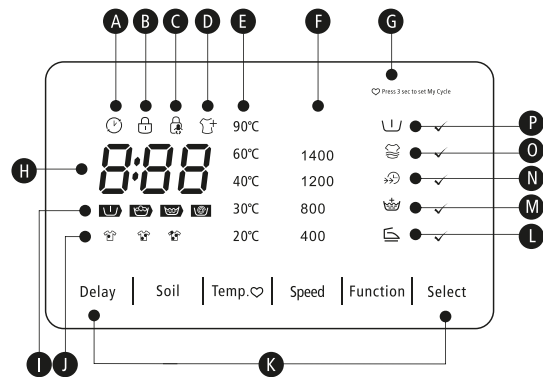 A B C D E F G
♡ Press 3 sec to set My Cycle
90℃
P
60℃ 1400
O
H 8:88
40℃ 1200
N
30℃ 800
M
I
20℃ 400
L
J
Delay Soil Temp.♡ Speed Function Select
K